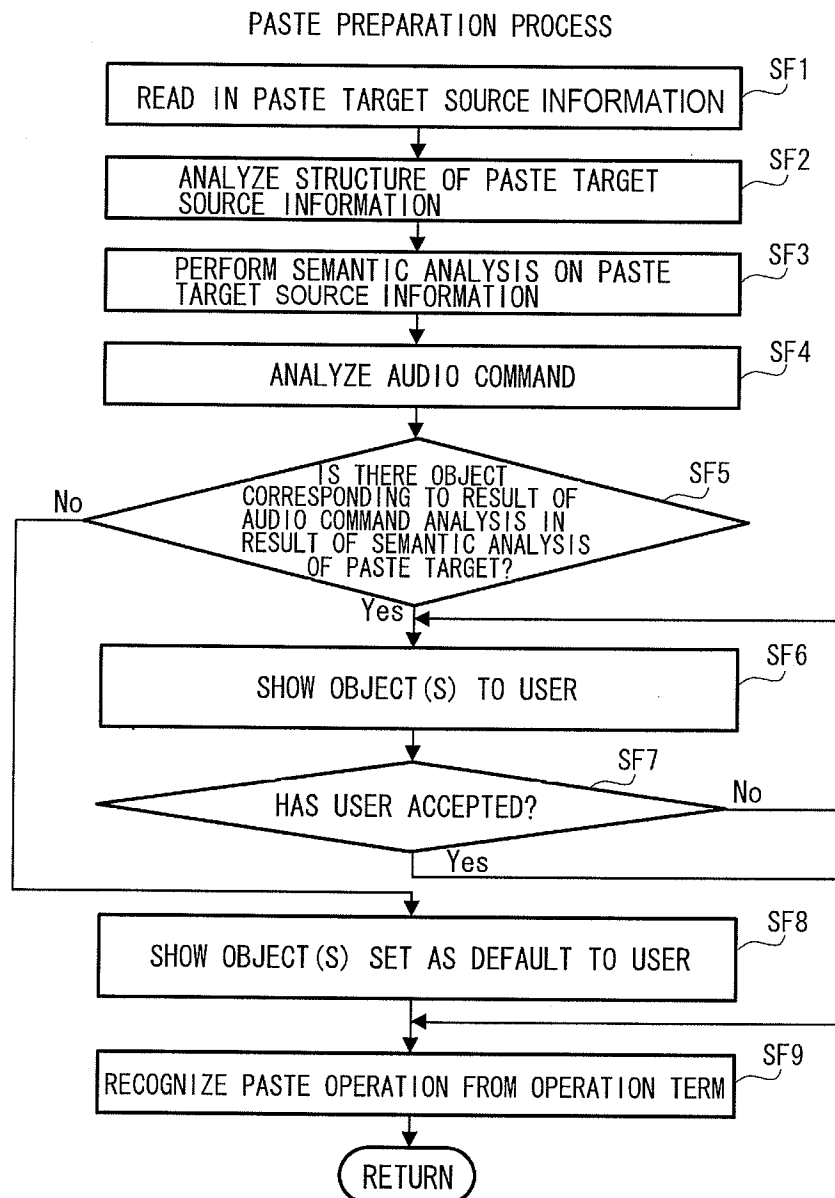 PASTE PREPARATION PROCESS
SF1
READ IN PASTE TARGET SOURCE INFORMATION
SF2
ANALYZE STRUCTURE OF PASTE TARGET
SOURCE INFORMATION
SF3
PERFORM SEMANTIC ANALYSIS ON PASTE
TARGET SOURCE INFORMATION
SF4
ANALYZE AUDIO COMMAND
SF5
No
IS THERE OBJECT
CORRESPONDING TO RESULT OF
AUDIO COMMAND ANALYSIS IN
RESULT OF SEMANTIC ANALYSIS
OF PASTE TARGET?
Yes
SF6
SHOW OBJECT(S) TO USER
SF7
HAS USER ACCEPTED?
No
Yes
SF8
SHOW OBJECT(S) SET AS DEFAULT TO USER
SF9
RECOGNIZE PASTE OPERATION FROM OPERATION TERM
RETURN